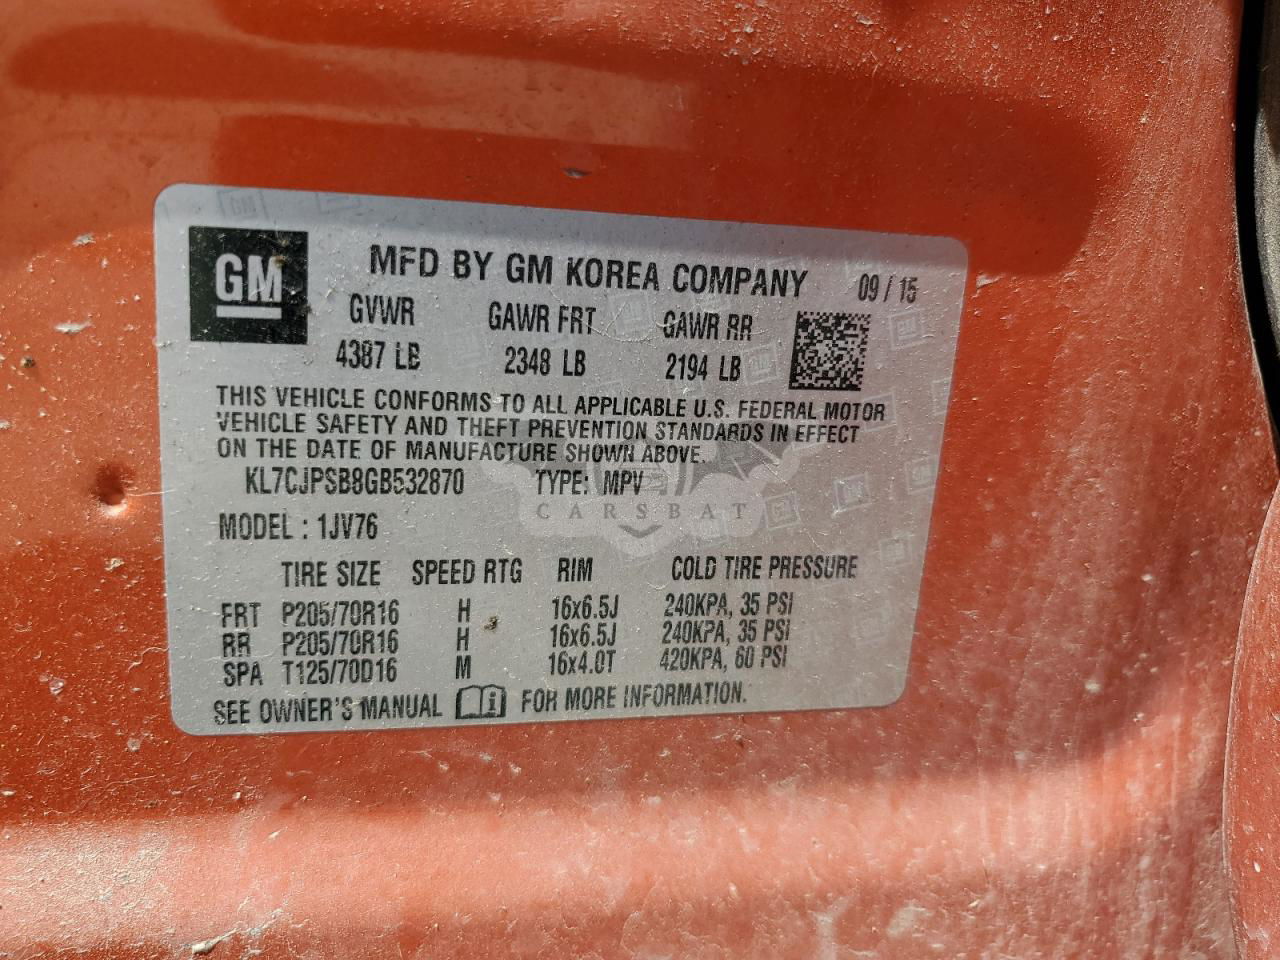 GM
MFD BY GM KOREA COMPANY 09 / 15
GVWR GAWR FRT GAWR RR
4387 LB 2348 LB 2194 LB
THIS VEHICLE CONFORMS TO ALL APPLICABLE U.S. FEDERAL MOTOR
VEHICLE SAFETY AND THEFT PREVENTION STANDARDS IN EFFECT
ON THE DATE OF MANUFACTURE SHOWN ABOVE.
KL7CJPSB8GB532870 TYPE: MPV
CARSBAT
MODEL : 1JV76
TIRE SIZE SPEED RTG RIM COLD TIRE PRESSURE
FRT P205/70R16 H 16x6.5J 240KPA, 35 PSI
RR P205/70R16 H 16x6.5J 240KPA, 35 PSI
SPA T125/70D16 M 16x4.0T 420KPA, 60 PSI
SEE OWNER'S MANUAL FOR MORE INFORMATION.